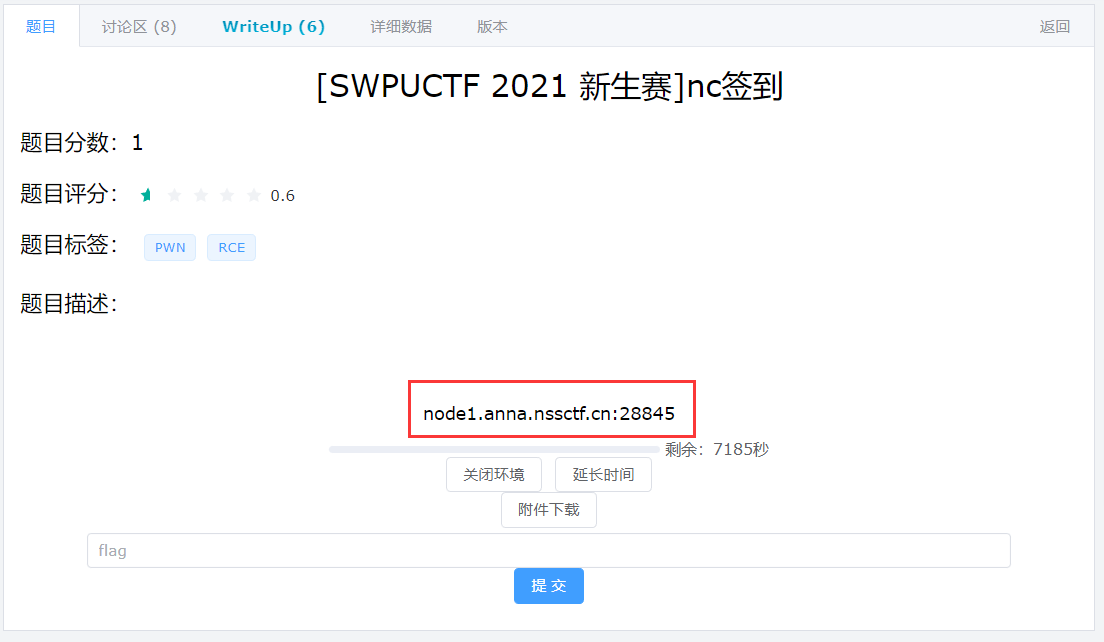 题目 讨论区 (8) WriteUp (6) 详细数据 版本 返回
[SWPUCTF 2021 新生赛]nc签到
题目分数：1
题目评分： 0.6
题目标签： PWN RCE
题目描述：
node1.anna.nssctf.cn:28845
剩余：7185秒
关闭环境 延长时间
附件下载
flag
提 交